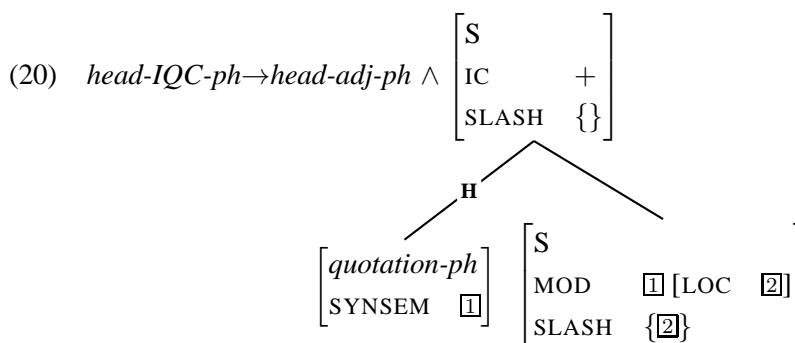 (20) head-IQC-ph→head-adj-ph ∧ [S
IC +
SLASH {}]
H
[quotation-ph
SYNSEM 1]
[S
MOD 1 [LOC 2]
SLASH {2}